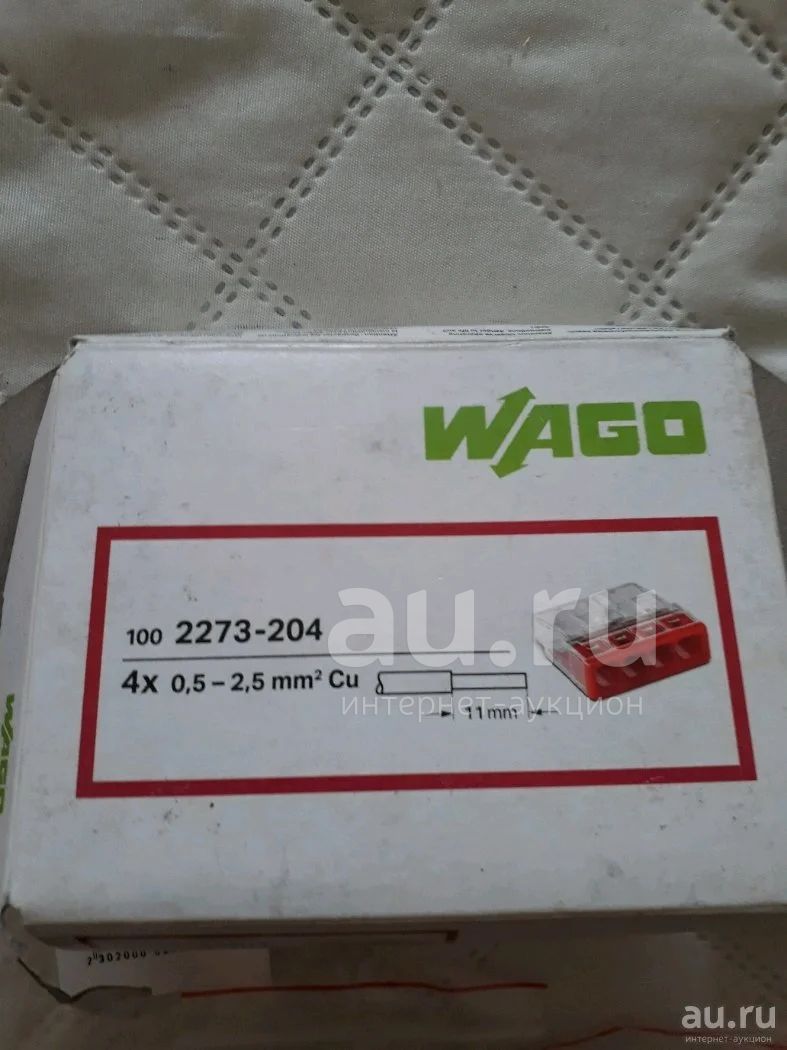 WAGO
100 2273-204
4x 0,5 – 2,5 mm² Cu
11 mm
WAGO
au.ru
интернет-аукцион
au.ru
интернет-аукцион